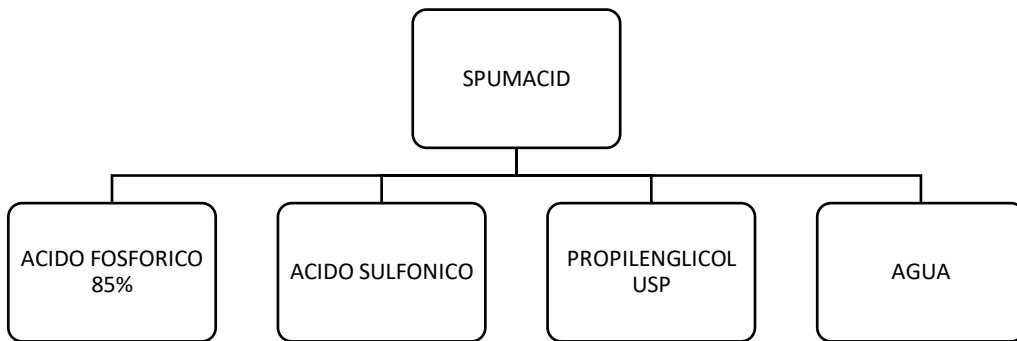 SPUMACID
ACIDO FOSFORICO
85%
ACIDO SULFONICO
PROPILENGLICOL
USP
AGUA